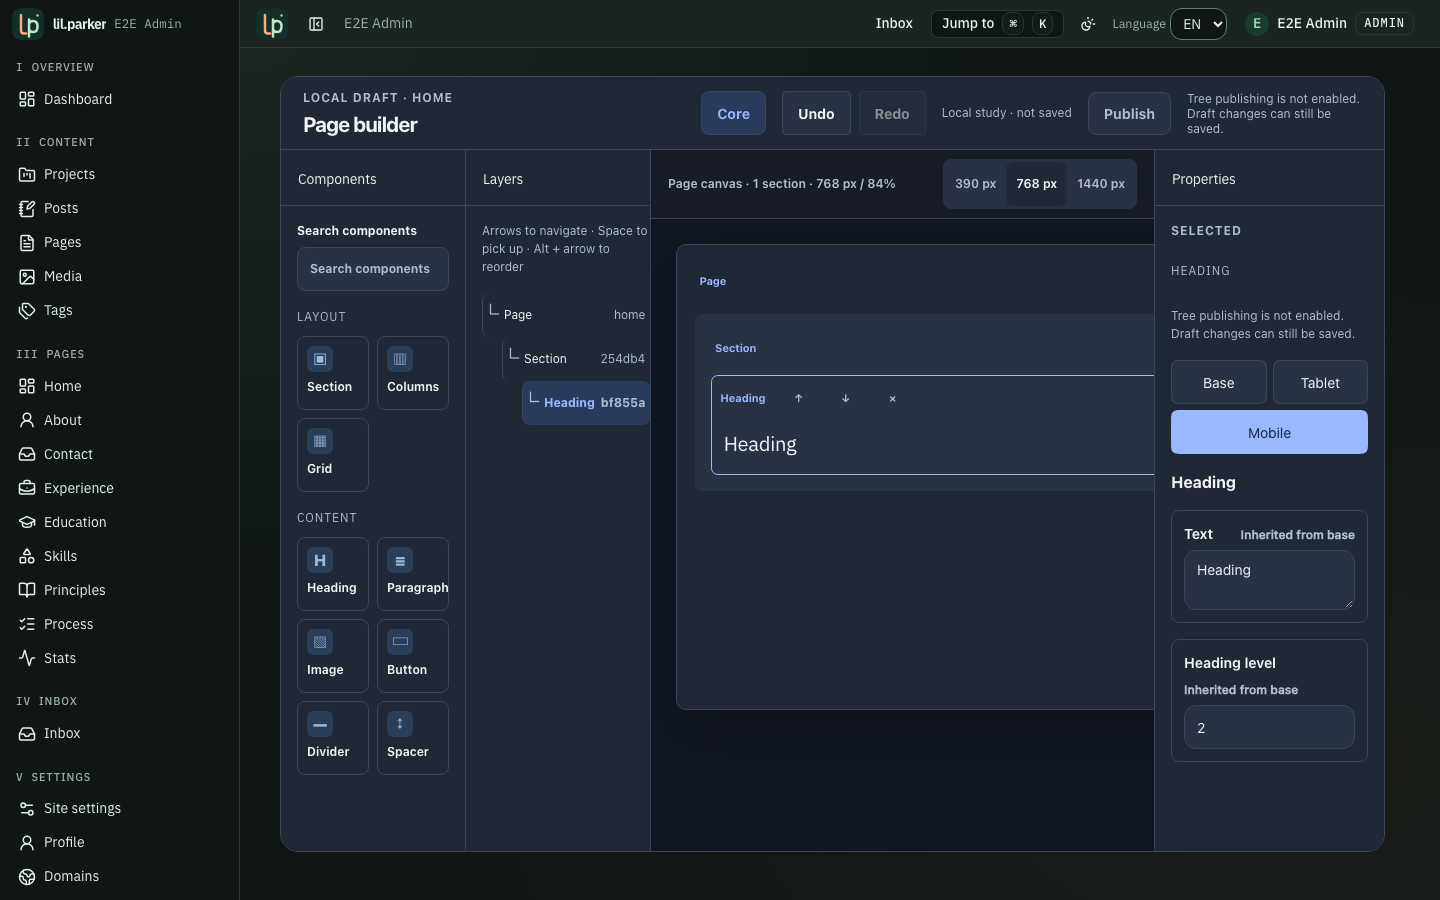 lil.parker E2E Admin
I OVERVIEW
Dashboard
II CONTENT
Projects
Posts
Pages
Media
Tags
III PAGES
Home
About
Contact
Experience
Education
Skills
Principles
Process
Stats
IV INBOX
Inbox
V SETTINGS
Site settings
Profile
Domains
lp
lp
E2E Admin
Inbox
Jump to ⌘ K
Language EN
E E2E Admin ADMIN
LOCAL DRAFT · HOME
Page builder
Core
Undo
Redo
Local study · not saved
Publish
Tree publishing is not enabled.
Draft changes can still be
saved.
Components
Search components
Search components
LAYOUT
Section
Columns
Grid
CONTENT
H
Heading
Paragraph
Image
Button
Divider
Spacer
Layers
Arrows to navigate · Space to
pick up · Alt + arrow to
reorder
Page home
Section 254db4
Heading bf855a
Page canvas · 1 section · 768 px / 84%
390 px 768 px 1440 px
Page
Section
Heading ↑ ↓ ×
Heading
Properties
SELECTED
HEADING
Tree publishing is not enabled.
Draft changes can still be saved.
Base Tablet
Mobile
Heading
Text Inherited from base
Heading
Heading level
Inherited from base
2